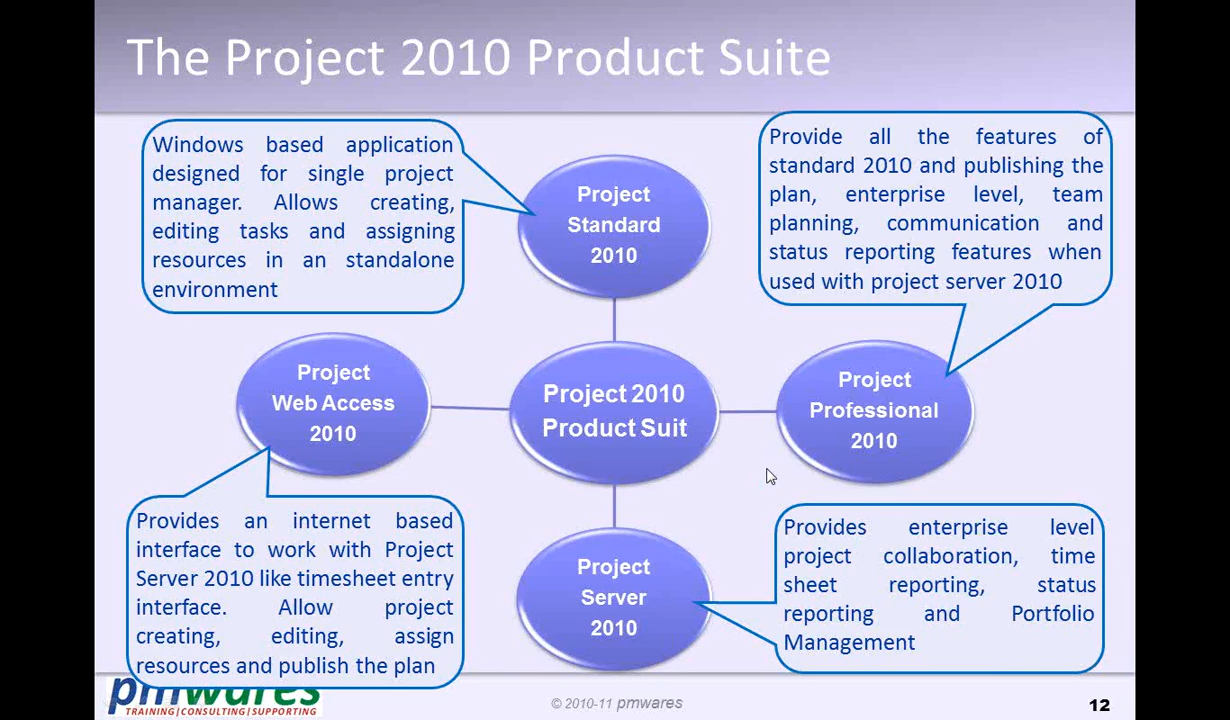 The Project 2010 Product Suite
Windows based application
designed for single project
manager. Allows creating,
editing tasks and assigning
resources in an standalone
environment
Project
Standard
2010
Provide all the features of
standard 2010 and publishing the
plan, enterprise level, team
planning, communication and
status reporting features when
used with project server 2010
Project
Web Access
2010
Project 2010
Product Suit
Project
Professional
2010
Provides an internet based
interface to work with Project
Server 2010 like timesheet entry
interface. Allow project
creating, editing, assign
resources and publish the plan
Project
Server
2010
Provides enterprise level
project collaboration, time
sheet reporting, status
reporting and Portfolio
Management
pmwares
TRAINING|CONSULTING|SUPPORTING
© 2010-11 pmwares
12